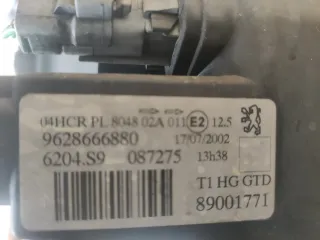 04HCR PL 8048 02A 011 E2 12.5
9628666880 17/07/2002
6204.S9 087275 13h38
T1 HG GTD
89001771